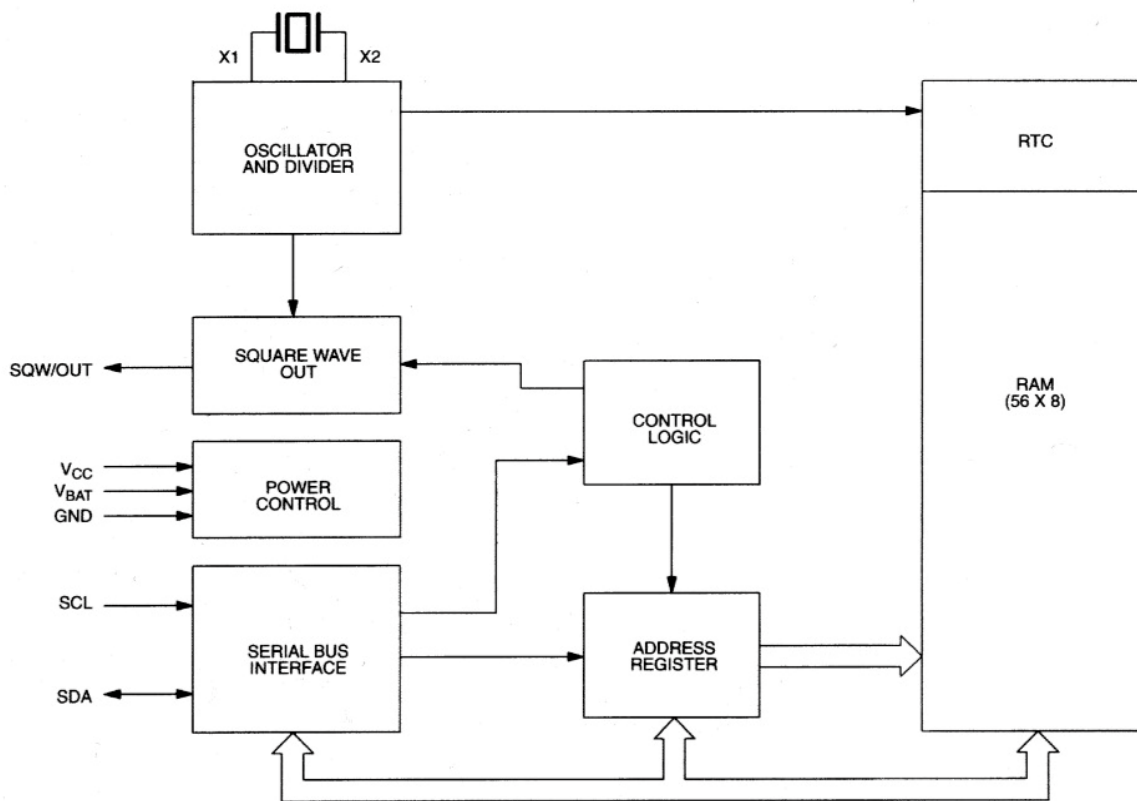 X1
X2
OSCILLATOR
AND DIVIDER
RTC
SQUARE WAVE
OUT
SQW/OUT
CONTROL
LOGIC
RAM
(56 X 8)
VCC
VBAT
GND
POWER
CONTROL
SCL
SDA
SERIAL BUS
INTERFACE
ADDRESS
REGISTER